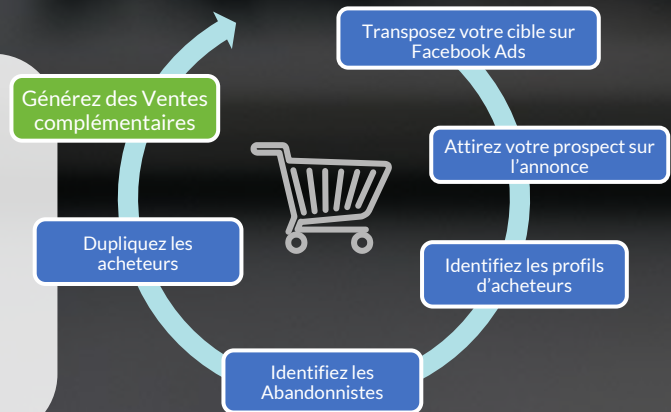 Transposez votre cible sur
Facebook Ads
Attirez votre prospect sur
l'annonce
Identifiez les profils
d'acheteurs
Identifiez les
Abandonnistes
Dupliquez les
acheteurs
Générez des Ventes
complémentaires